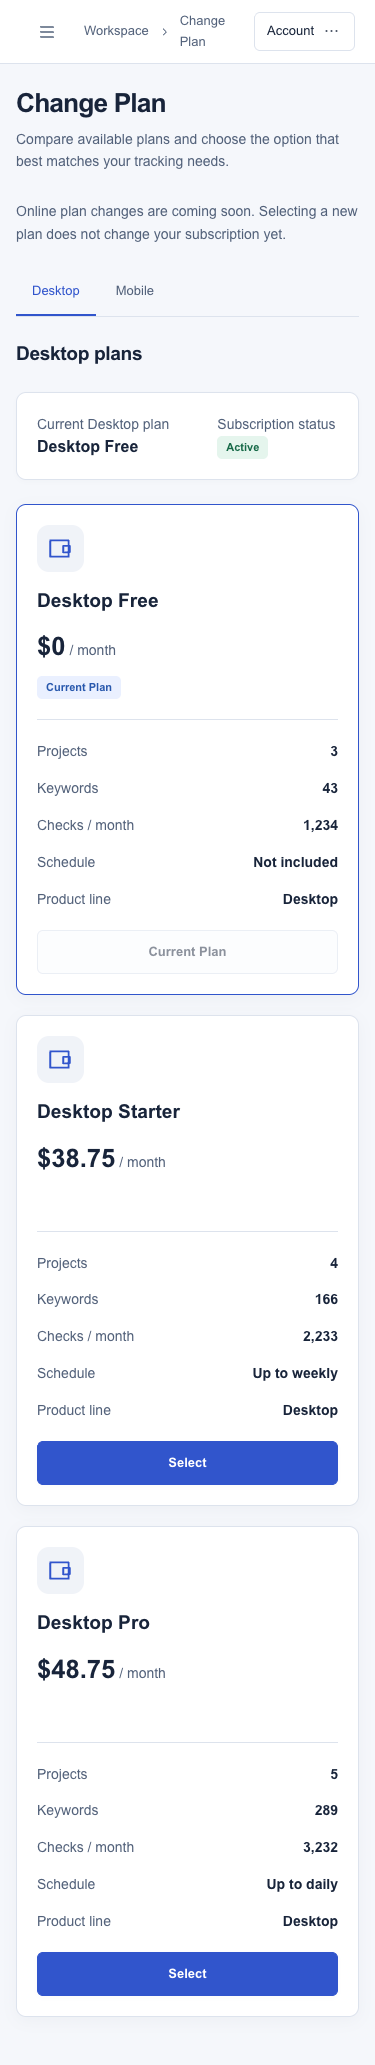 Workspace
Change
Plan
Account ···
Change Plan
Compare available plans and choose the option that
best matches your tracking needs.
Online plan changes are coming soon. Selecting a new
plan does not change your subscription yet.
Desktop Mobile
Desktop plans
Current Desktop plan Subscription status
Desktop Free Active
Desktop Free
$0 / month
Current Plan
Projects 3
Keywords 43
Checks / month 1,234
Schedule Not included
Product line Desktop
Current Plan
Desktop Starter
$38.75 / month
Projects 4
Keywords 166
Checks / month 2,233
Schedule Up to weekly
Product line Desktop
Select
Desktop Pro
$48.75 / month
Projects 5
Keywords 289
Checks / month 3,232
Schedule Up to daily
Product line Desktop
Select